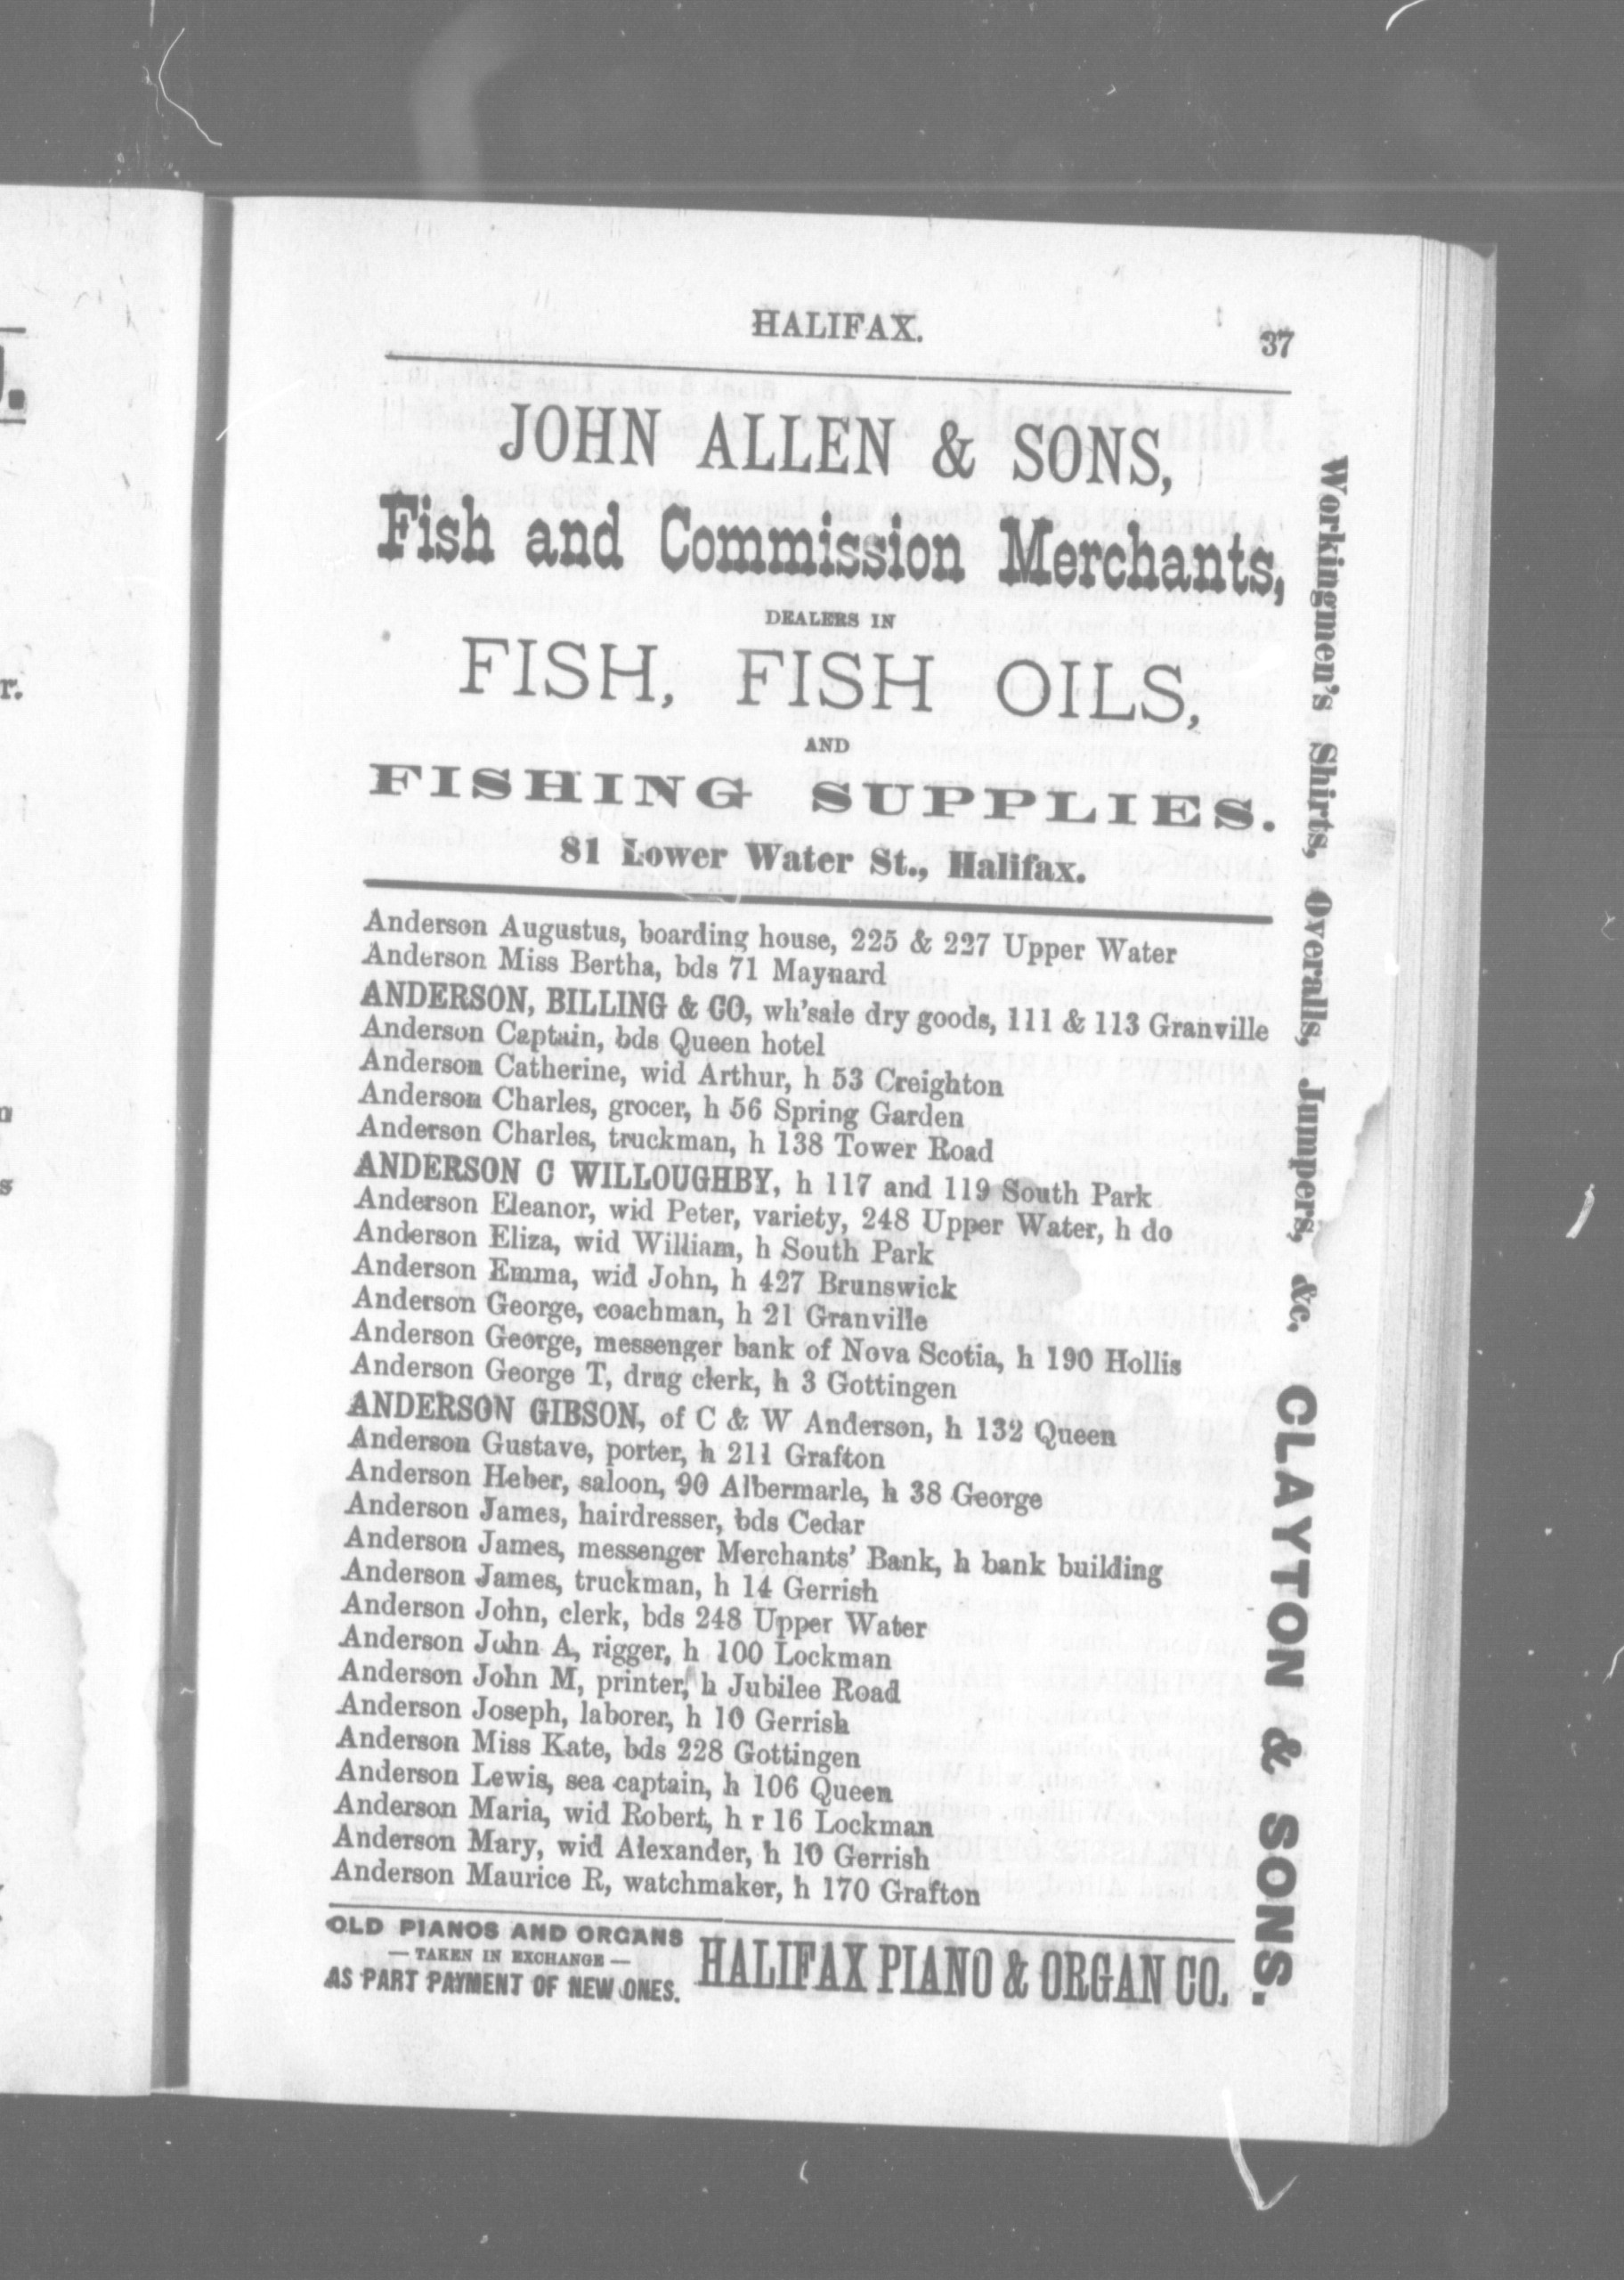 HALIFAX. 37
JOHN ALLEN & SONS,
Fish and Commission Merchants,
DEALERS IN
FISH, FISH OILS,
AND
FISHING SUPPLIES.
81 Lower Water St., Halifax.
Anderson Augustus, boarding house, 225 & 227 Upper Water
Anderson Miss Bertha, bds 71 Maynard
ANDERSON, BILLING & CO, wh'sale dry goods, 111 & 113 Granville
Anderson Captain, bds Queen hotel
Anderson Catherine, wid Arthur, h 53 Creighton
Anderson Charles, grocer, h 56 Spring Garden
Anderson Charles, truckman, h 138 Tower Road
ANDERSON C WILLOUGHBY, h 117 and 119 South Park
Anderson Eleanor, wid Peter, variety, 248 Upper Water, h do
Anderson Eliza, wid William, h South Park
Anderson Emma, wid John, h 427 Brunswick
Anderson George, coachman, h 21 Granville
Anderson George, messenger bank of Nova Scotia, h 190 Hollis
Anderson George T, drug clerk, h 3 Gottingen
ANDERSON GIBSON, of C & W Anderson, h 132 Queen
Anderson Gustave, porter, h 211 Grafton
Anderson Heber, saloon, 90 Albermarle, h 38 George
Anderson James, hairdresser, bds Cedar
Anderson James, messenger Merchants' Bank, h bank building
Anderson James, truckman, h 14 Gerrish
Anderson John, clerk, bds 248 Upper Water
Anderson John A, rigger, h 100 Lockman
Anderson John M, printer, h Jubilee Road
Anderson Joseph, laborer, h 10 Gerrish
Anderson Miss Kate, bds 228 Gottingen
Anderson Lewis, sea captain, h 106 Queen
Anderson Maria, wid Robert, h r 16 Lockman
Anderson Mary, wid Alexander, h 10 Gerrish
Anderson Maurice R, watchmaker, h 170 Grafton
OLD PIANOS AND ORGANS
— TAKEN IN EXCHANGE —
AS PART PAYMENT OF NEW ONES.
HALIFAX PIANO & ORGAN CO.
Workingmen's Shirts, Overalls, Jumpers, &c. CLAYTON & SONS.